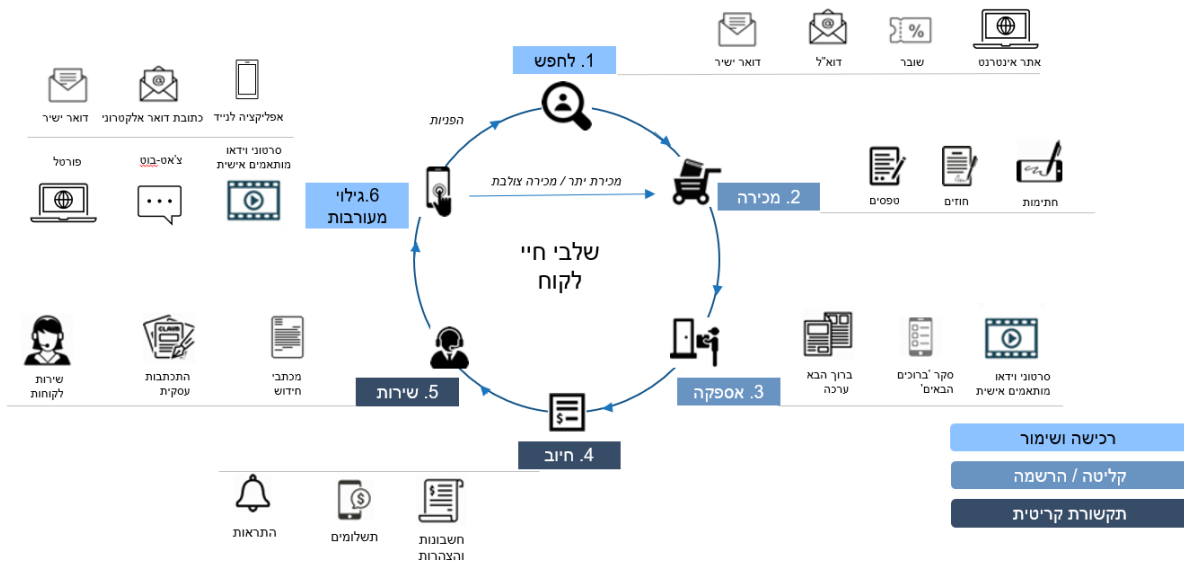 1. לחפש
אתר אינטרנט
שובר
דוא"ל
דואר ישיר
אפליקציה לנייד
כתובת דואר אלקטרוני
דואר ישיר
סרטוני וידאו
מותאמים אישית
צ'אט-בוט
פורטל
הפניות
6.גילוי
מעורבות
מכירת יתר / מכירה צולבת
2. מכירה
חתימות
חוזים
טפסים
שלבי חיי
לקוח
3. אספקה
סרטוני וידאו
מותאמים אישית
סקר 'ברוכים
הבאים'
ברוך הבא
ערכה
5. שירות
מכתבי
חידוש
CLAIM
התכתבות
עסקית
שירות
לקוחות
4. חיוב
חשבונות
והצהרות
תשלומים
התראות
רכישה ושימור
קליטה / הרשמה
תקשורת קריטית